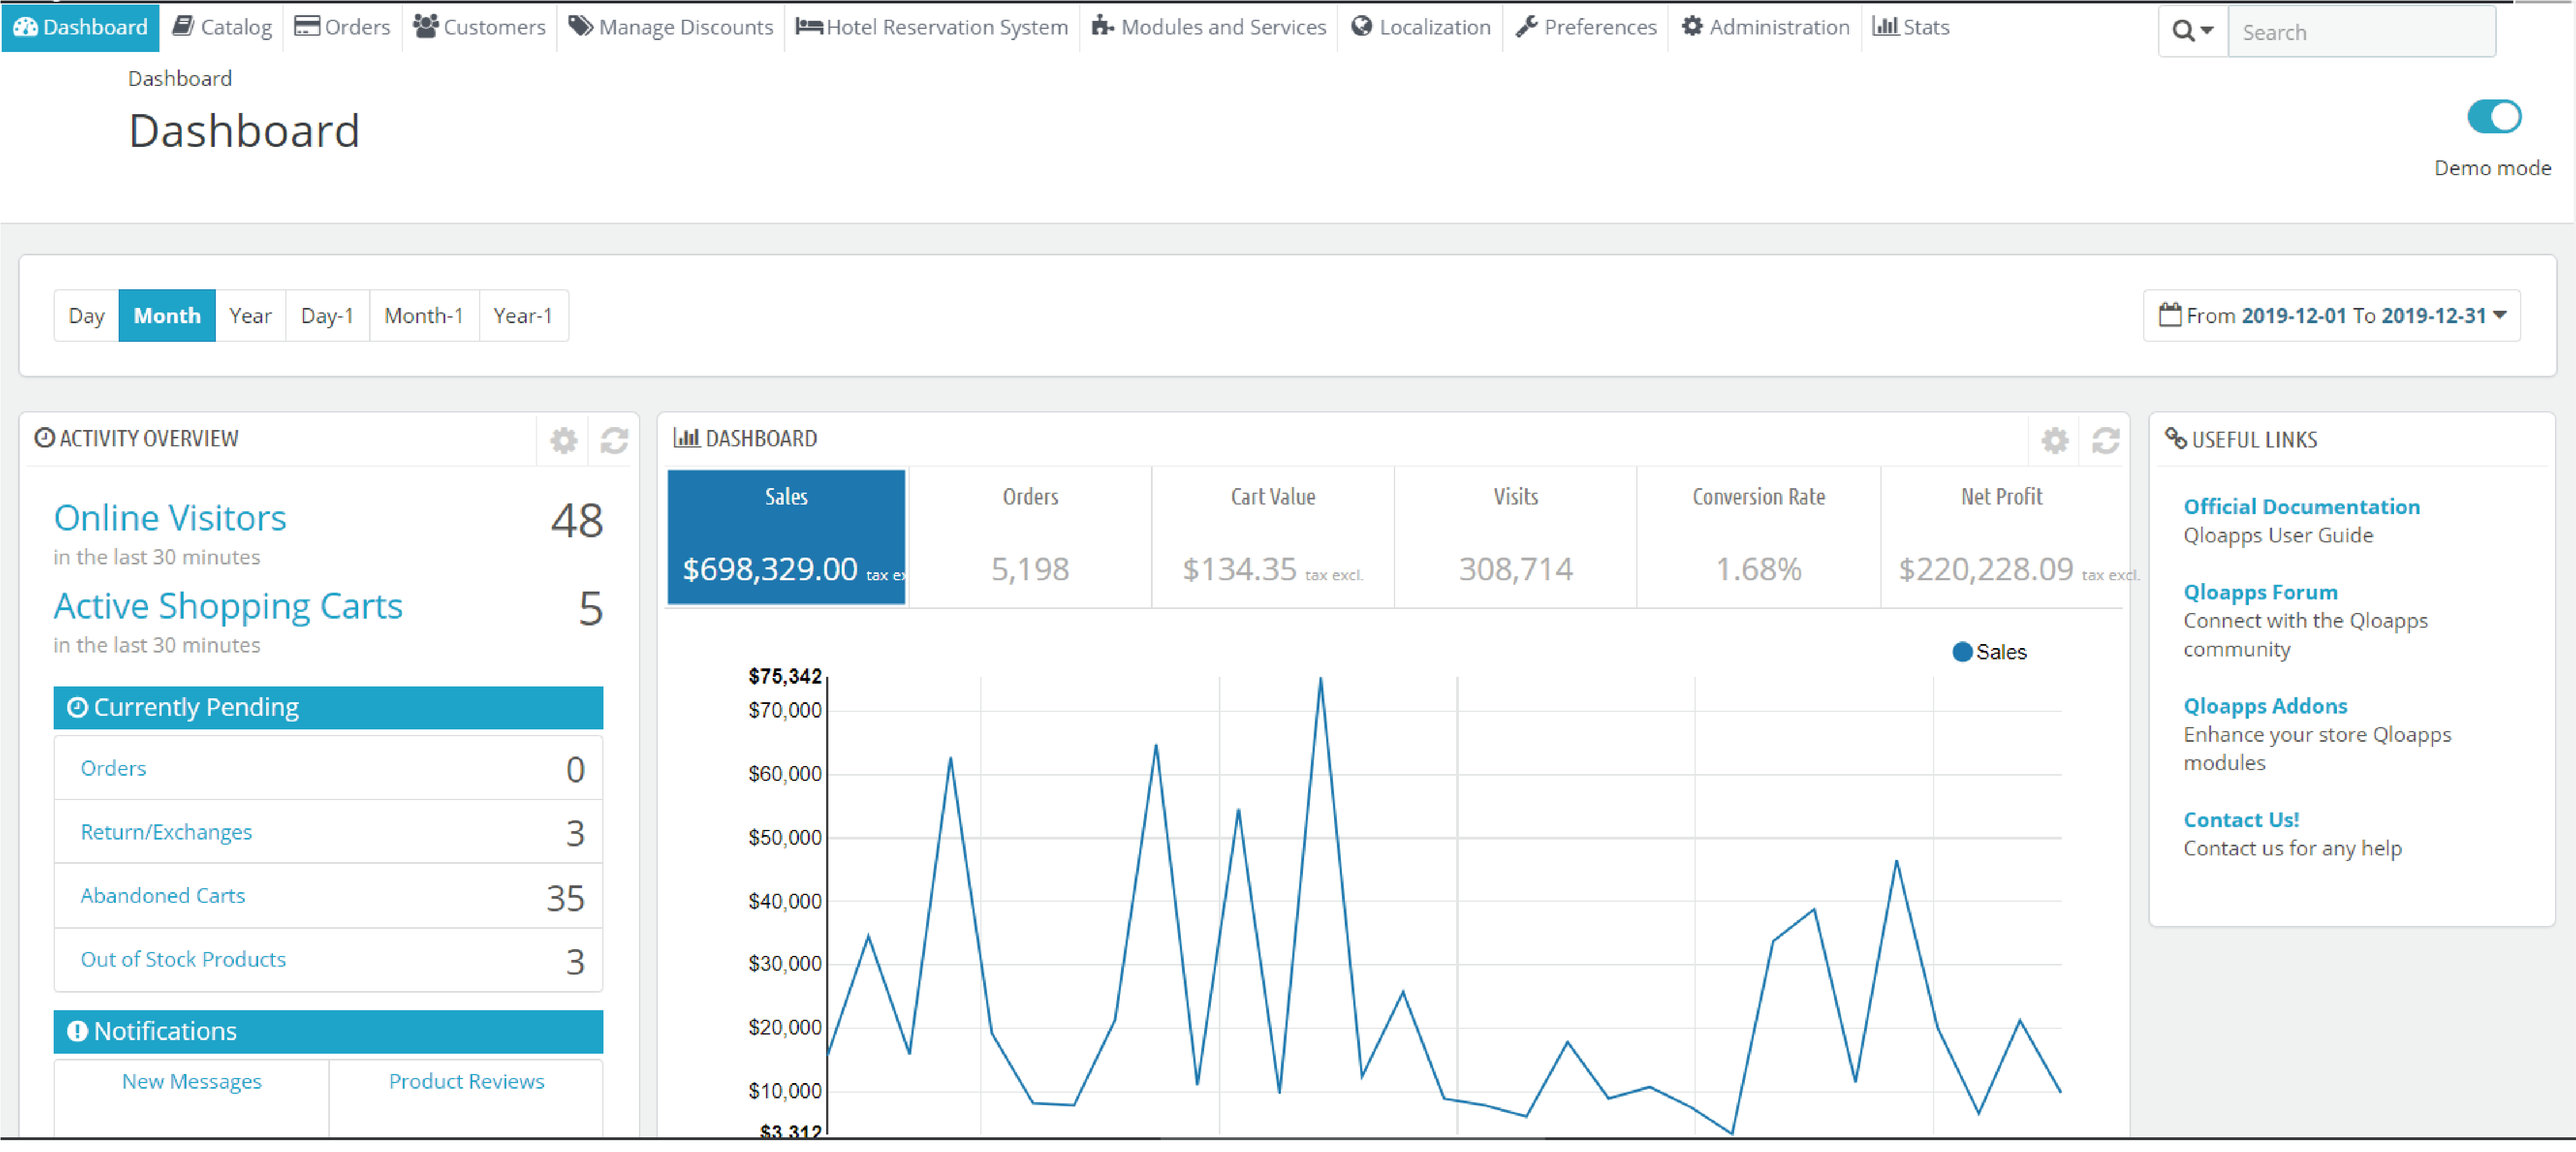 Dashboard Catalog Orders Customers Manage Discounts Hotel Reservation System Modules and Services Localization Preferences Administration Stats Search
Dashboard
Dashboard
Demo mode
Day Month Year Day-1 Month-1 Year-1 From 2019-12-01 To 2019-12-31
ACTIVITY OVERVIEW
Online Visitors 48
in the last 30 minutes
Active Shopping Carts 5
in the last 30 minutes
Currently Pending
Orders 0
Return/Exchanges 3
Abandoned Carts 35
Out of Stock Products 3
Notifications
New Messages Product Reviews
DASHBOARD
Sales Orders Cart Value Visits Conversion Rate Net Profit
$698,329.00 tax ex 5,198 $134.35 tax excl. 308,714 1.68% $220,228.09 tax excl.
Sales
$75,342
$70,000
$60,000
$50,000
$40,000
$30,000
$20,000
$10,000
$3,312
USEFUL LINKS
Official Documentation
Qloapps User Guide
Qloapps Forum
Connect with the Qloapps
community
Qloapps Addons
Enhance your store Qloapps
modules
Contact Us!
Contact us for any help